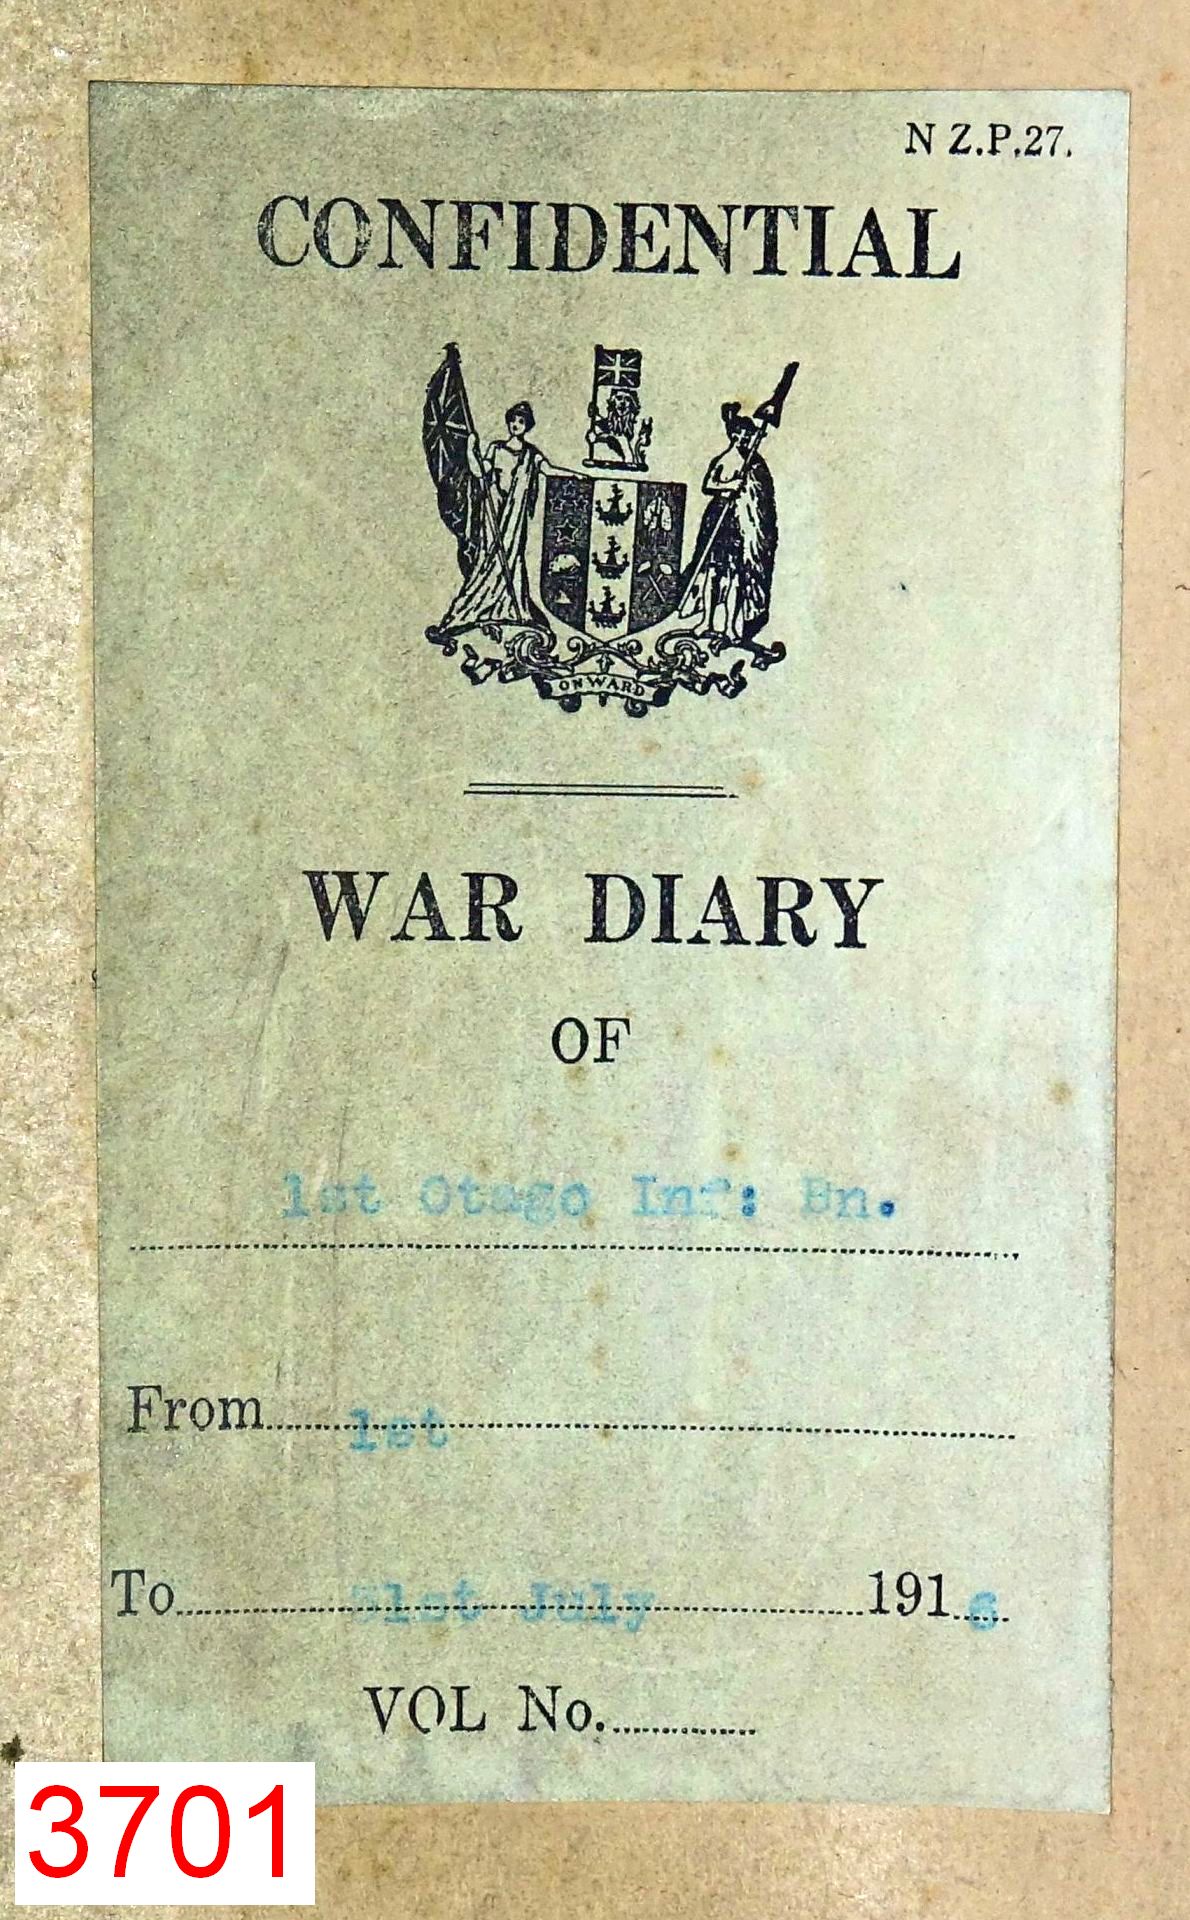 N Z.P.27.
CONFIDENTIAL
ONWARD
WAR DIARY
OF
1st Otago Inf: Bn.
From 1st
To 31st July 1916
VOL No.
3701